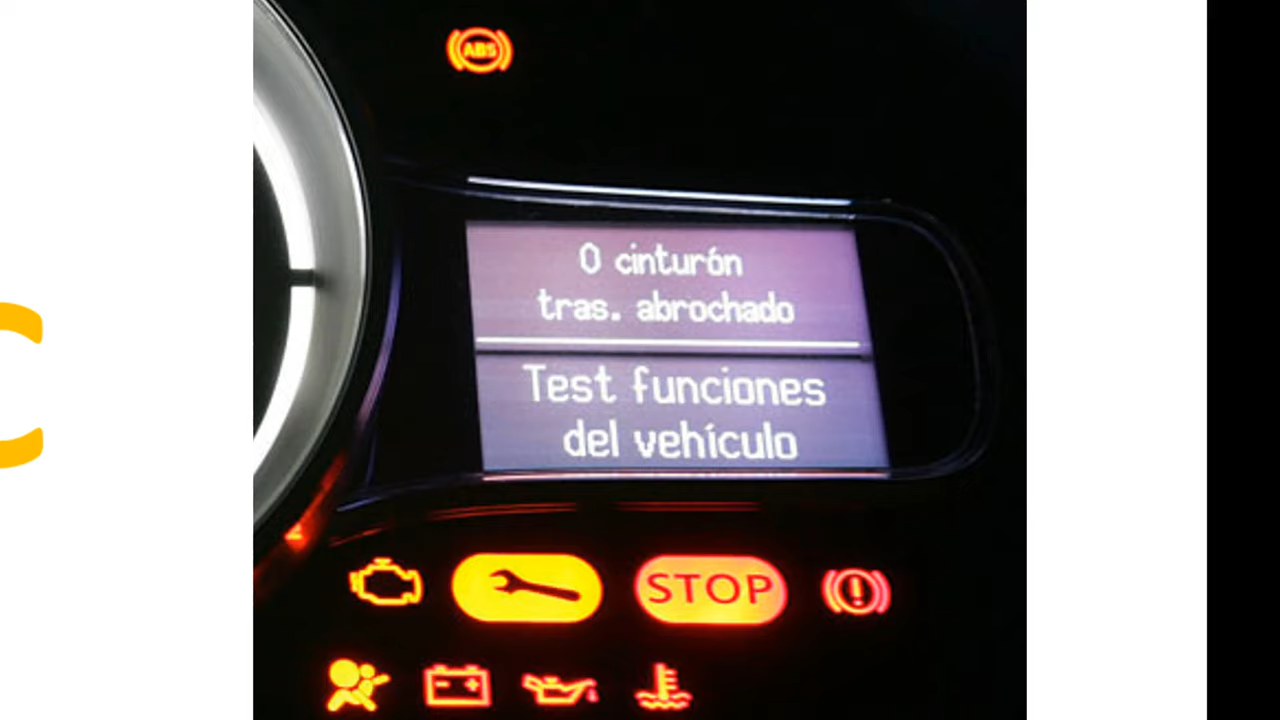 ABS
0 cinturón
tras. abrochado
Test funciones
del vehículo
STOP